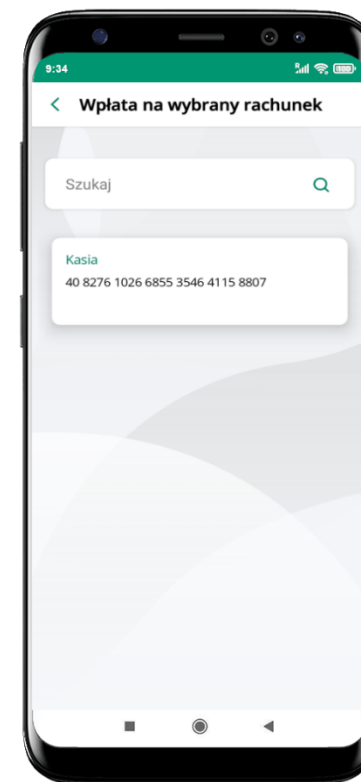 9:34
Wpłata na wybrany rachunek
Szukaj
Kasia
40 8276 1026 6855 3546 4115 8807